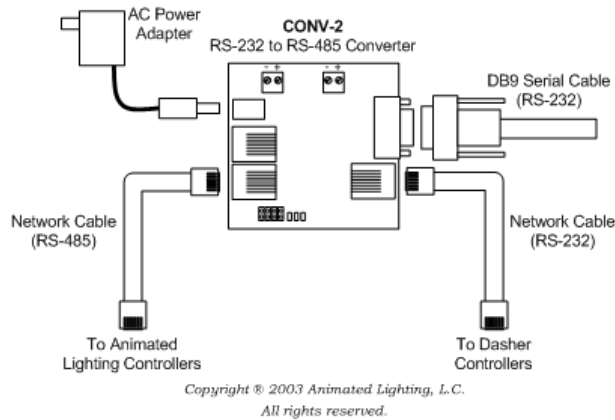 AC Power
Adapter
CONV-2
RS-232 to RS-485 Converter
- +
- +
DB9 Serial Cable
(RS-232)
Network Cable
(RS-485)
Network Cable
(RS-232)
To Animated
Lighting Controllers
To Dasher
Controllers
Copyright ® 2003 Animated Lighting, L.C.
All rights reserved.